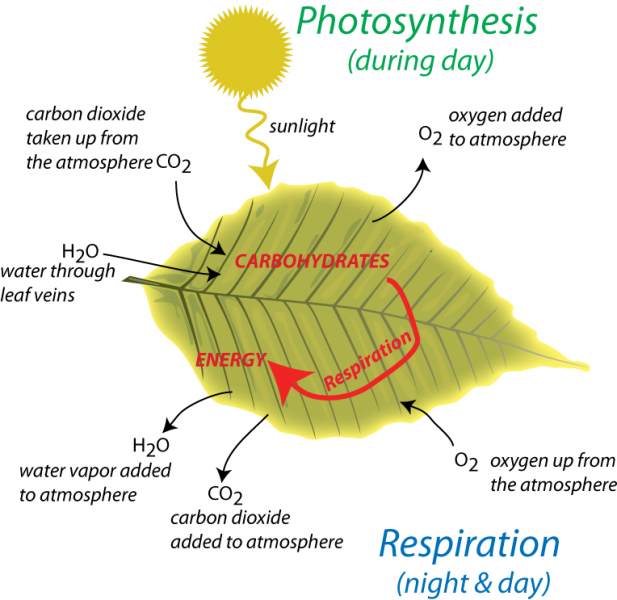 Photosynthesis
(during day)
carbon dioxide
taken up from
the atmosphere CO2
sunlight
oxygen added
O2 to atmosphere
H2O
water through
leaf veins
CARBOHYDRATES
Respiration
ENERGY
H2O
water vapor added
to atmosphere
CO2
carbon dioxide
added to atmosphere
O2 oxygen up from
the atmosphere
Respiration
(night & day)